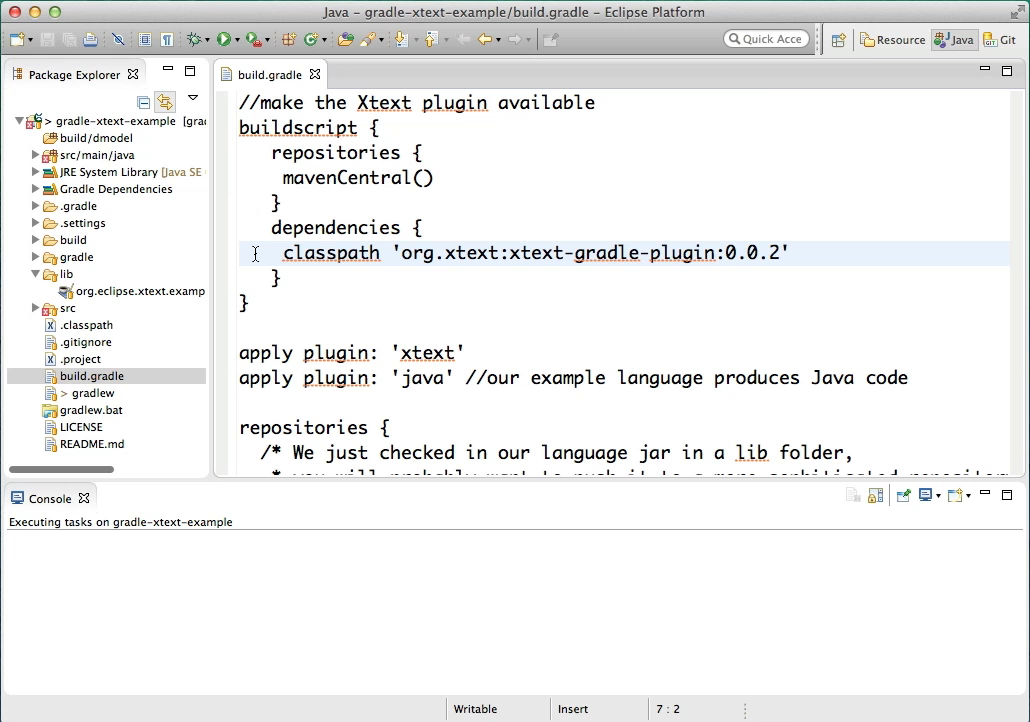 Java – gradle-xtext-example/build.gradle – Eclipse Platform
Quick Acce
Resource
Java
Git
Package Explorer
> gradle-xtext-example [grad
build/dmodel
src/main/java
JRE System Library [Java SE
Gradle Dependencies
.gradle
.settings
build
gradle
lib
org.eclipse.xtext.examp
src
.classpath
.gitignore
.project
build.gradle
> gradlew
gradlew.bat
LICENSE
README.md
build.gradle
//make the Xtext plugin available
buildscript {
repositories {
mavenCentral()
}
dependencies {
classpath 'org.xtext:xtext-gradle-plugin:0.0.2'
}
}
apply plugin: 'xtext'
apply plugin: 'java' //our example language produces Java code
repositories {
/* We just checked in our language jar in a lib folder,
Console
Executing tasks on gradle-xtext-example
Writable
Insert
7 : 2